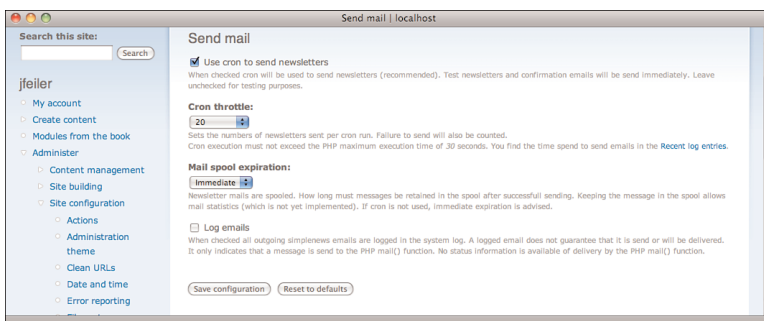 Send mail | localhost
Search this site:
Search
jfeiler
My account
Create content
Modules from the book
Administer
Content management
Site building
Site configuration
Actions
Administration
theme
Clean URLs
Date and time
Error reporting
Send mail
Use cron to send newsletters
When checked cron will be used to send newsletters (recommended). Test newsletters and confirmation emails will be send immediately. Leave
unchecked for testing purposes.
Cron throttle:
20
Sets the numbers of newsletters sent per cron run. Failure to send will also be counted.
Cron execution must not exceed the PHP maximum execution time of 30 seconds. You find the time spend to send emails in the Recent log entries.
Mail spool expiration:
Immediate
Newsletter mails are spooled. How long must messages be retained in the spool after successfull sending. Keeping the message in the spool allows
mail statistics (which is not yet implemented). If cron is not used, immediate expiration is advised.
Log emails
When checked all outgoing simplenews emails are logged in the system log. A logged email does not guarantee that it is send or will be delivered.
It only indicates that a message is send to the PHP mail() function. No status information is available of delivery by the PHP mail() function.
Save configuration
Reset to defaults